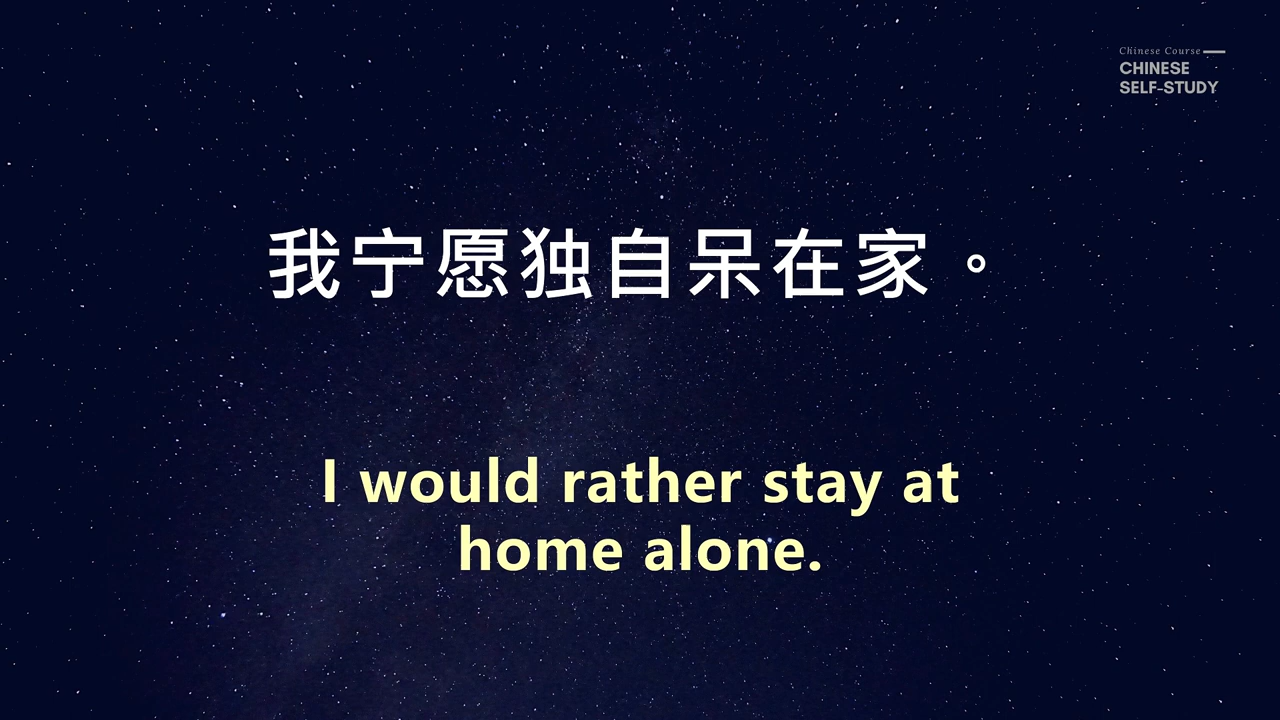 Chinese Course
CHINESE
SELF-STUDY
我宁愿独自呆在家。
I would rather stay at
home alone.